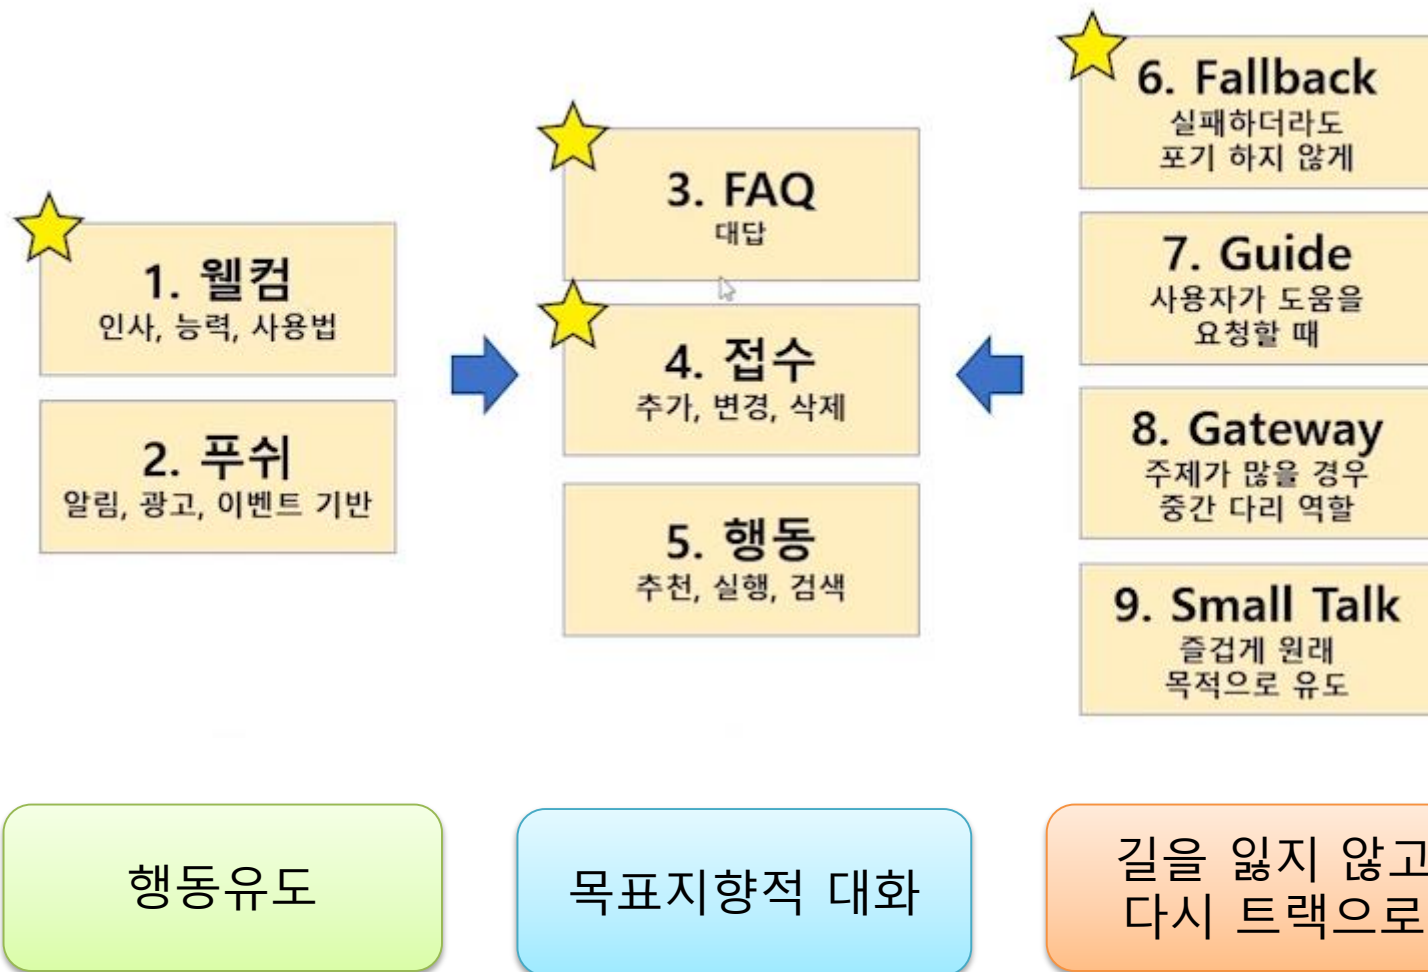 1. 웰컴
인사, 능력, 사용법
2. 푸쉬
알림, 광고, 이벤트 기반
3. FAQ
대답
4. 접수
추가, 변경, 삭제
5. 행동
추천, 실행, 검색
6. Fallback
실패하더라도
포기 하지 않게
7. Guide
사용자가 도움을
요청할 때
8. Gateway
주제가 많을 경우
중간 다리 역할
9. Small Talk
즐겁게 원래
목적으로 유도
행동유도
목표지향적 대화
길을 잃지 않고
다시 트랙으로